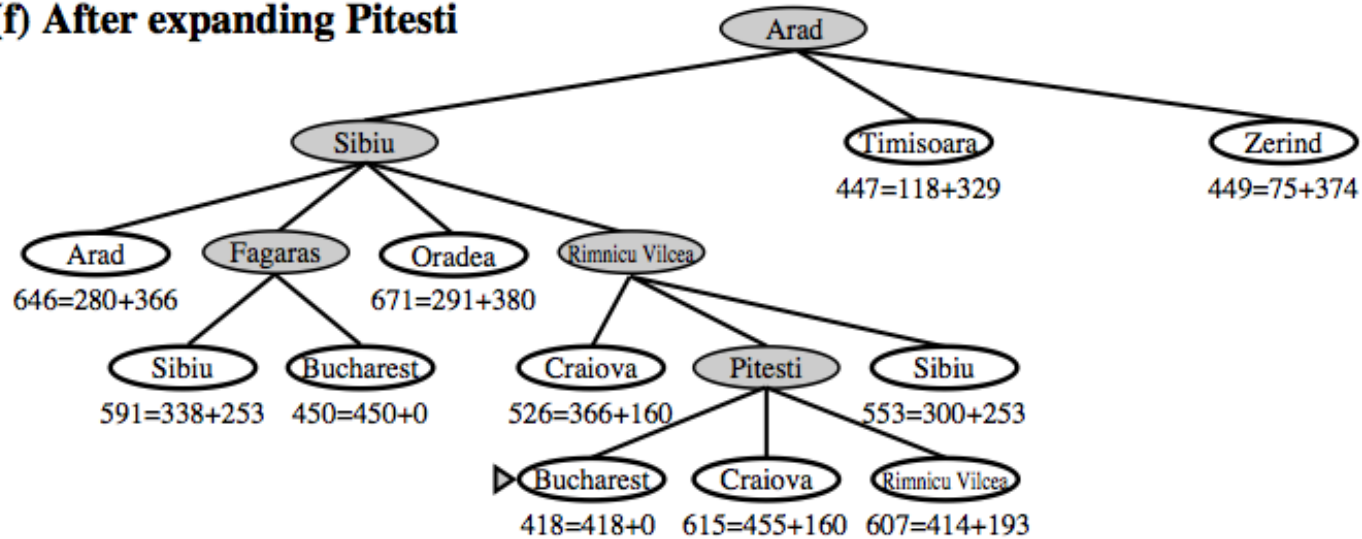 (f) After expanding Pitesti
Arad
Sibiu
Timisoara
Zerind
447=118+329
449=75+374
Arad
Fagaras
Oradea
Rimnicu Vilcea
646=280+366
671=291+380
Sibiu
Bucharest
Craiova
Pitesti
Sibiu
591=338+253
450=450+0
526=366+160
553=300+253
Bucharest
Craiova
Rimnicu Vilcea
418=418+0
615=455+160
607=414+193